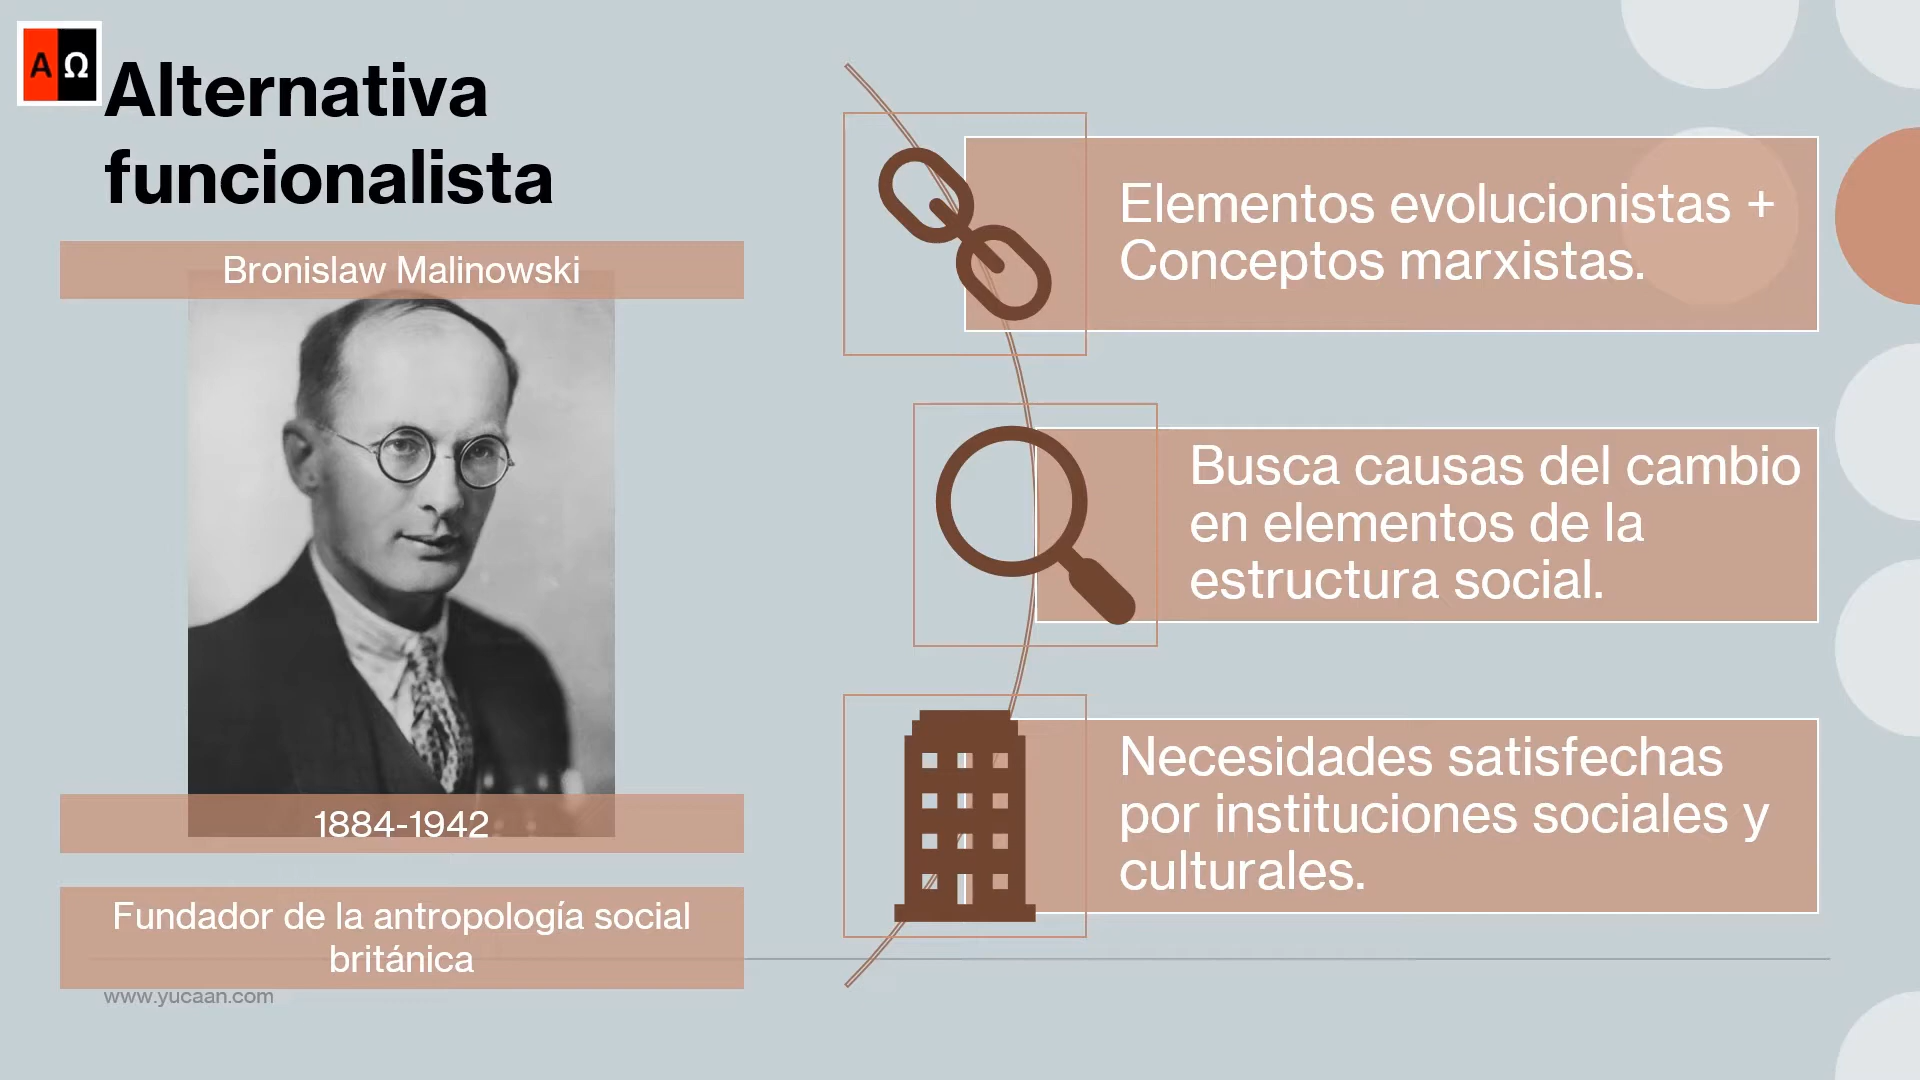 A Ω
Alternativa
funcionalista
Bronislaw Malinowski
1884-1942
Fundador de la antropología social
británica
www.yucaan.com
Elementos evolucionistas +
Conceptos marxistas.
Busca causas del cambio
en elementos de la
estructura social.
Necesidades satisfechas
por instituciones sociales y
culturales.